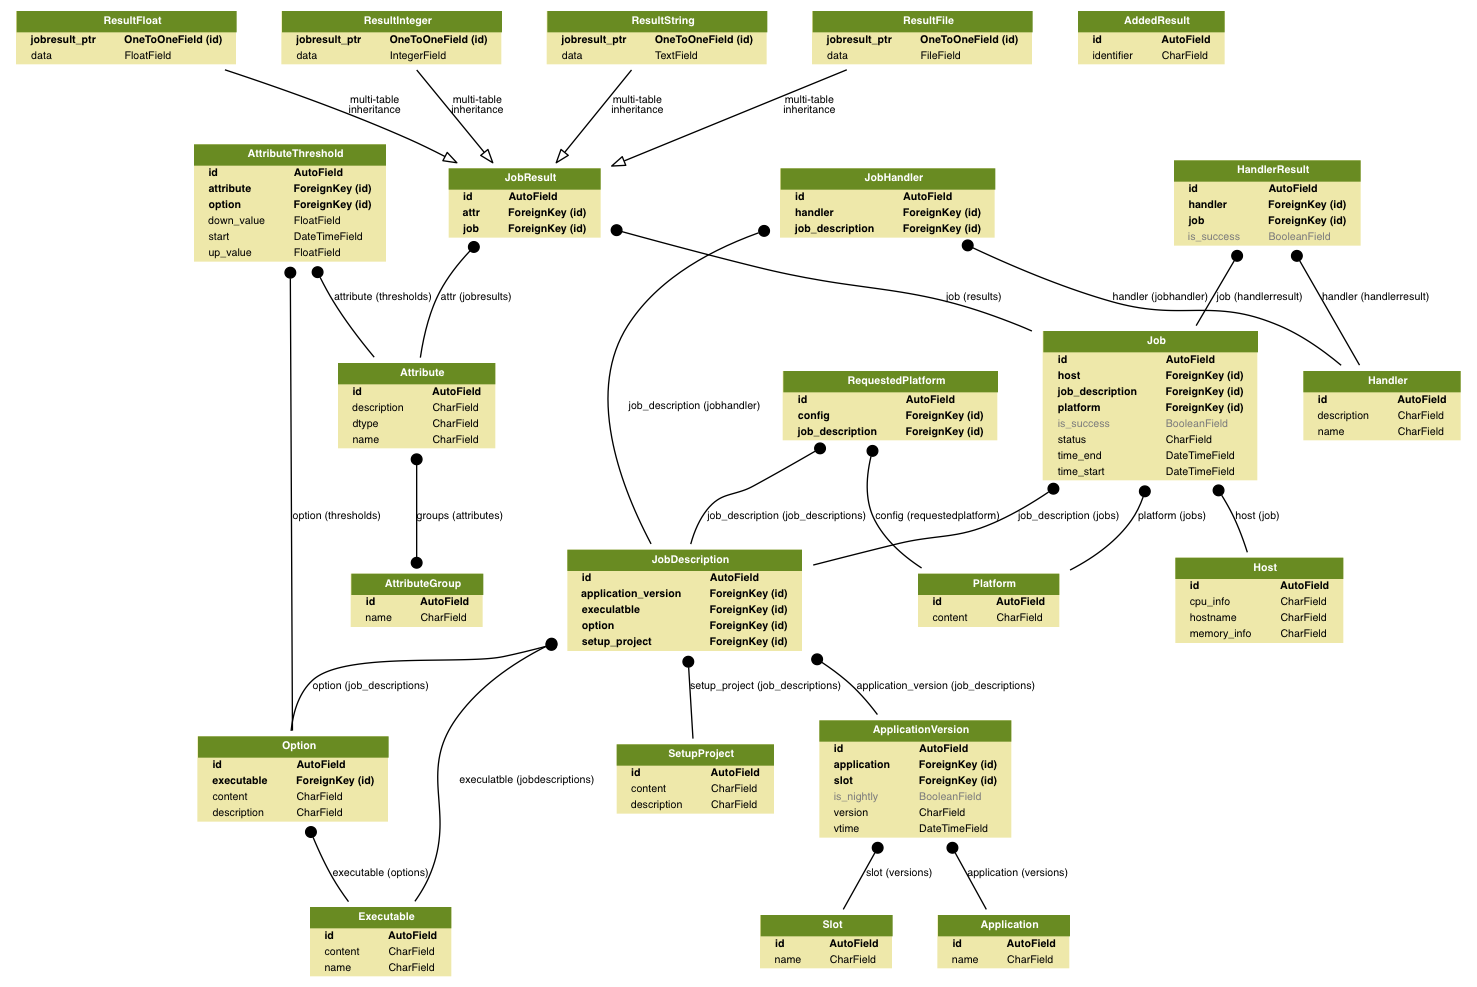 ResultFloat
jobresult_ptr OneToOneField (id)
data FloatField
ResultInteger
jobresult_ptr OneToOneField (id)
data IntegerField
ResultString
jobresult_ptr OneToOneField (id)
data TextField
ResultFile
jobresult_ptr OneToOneField (id)
data FileField
AddedResult
id AutoField
identifier CharField
multi-table
inheritance
multi-table
inheritance
multi-table
inheritance
multi-table
inheritance
AttributeThreshold
id AutoField
attribute ForeignKey (id)
option ForeignKey (id)
down_value FloatField
start DateTimeField
up_value FloatField
JobResult
id AutoField
attr ForeignKey (id)
job ForeignKey (id)
JobHandler
id AutoField
handler ForeignKey (id)
job_description ForeignKey (id)
HandlerResult
id AutoField
handler ForeignKey (id)
job ForeignKey (id)
is_success BooleanField
attribute (thresholds)
attr (jobresults)
job (results)
handler (jobhandler)
job (handlerresult)
handler (handlerresult)
Attribute
id AutoField
description CharField
dtype CharField
name CharField
job_description (jobhandler)
RequestedPlatform
id AutoField
config ForeignKey (id)
job_description ForeignKey (id)
Job
id AutoField
host ForeignKey (id)
job_description ForeignKey (id)
platform ForeignKey (id)
is_success BooleanField
status CharField
time_end DateTimeField
time_start DateTimeField
Handler
id AutoField
description CharField
name CharField
option (thresholds)
groups (attributes)
job_description (job_descriptions)
config (requestedplatform)
job_description (jobs)
platform (jobs)
host (job)
AttributeGroup
id AutoField
name CharField
JobDescription
id AutoField
application_version ForeignKey (id)
execulatble ForeignKey (id)
option ForeignKey (id)
setup_project ForeignKey (id)
Platform
id AutoField
content CharField
Host
id AutoField
cpu_info CharField
hostname CharField
memory_info CharField
option (job_descriptions)
setup_project (job_descriptions)
application_version (job_descriptions)
Option
id AutoField
executable ForeignKey (id)
content CharField
description CharField
execulatble (jobdescriptions)
SetupProject
id AutoField
content CharField
description CharField
ApplicationVersion
id AutoField
application ForeignKey (id)
slot ForeignKey (id)
is_nightly BooleanField
version CharField
vtime DateTimeField
executable (options)
slot (versions)
application (versions)
Executable
id AutoField
content CharField
name CharField
Slot
id AutoField
name CharField
Application
id AutoField
name CharField